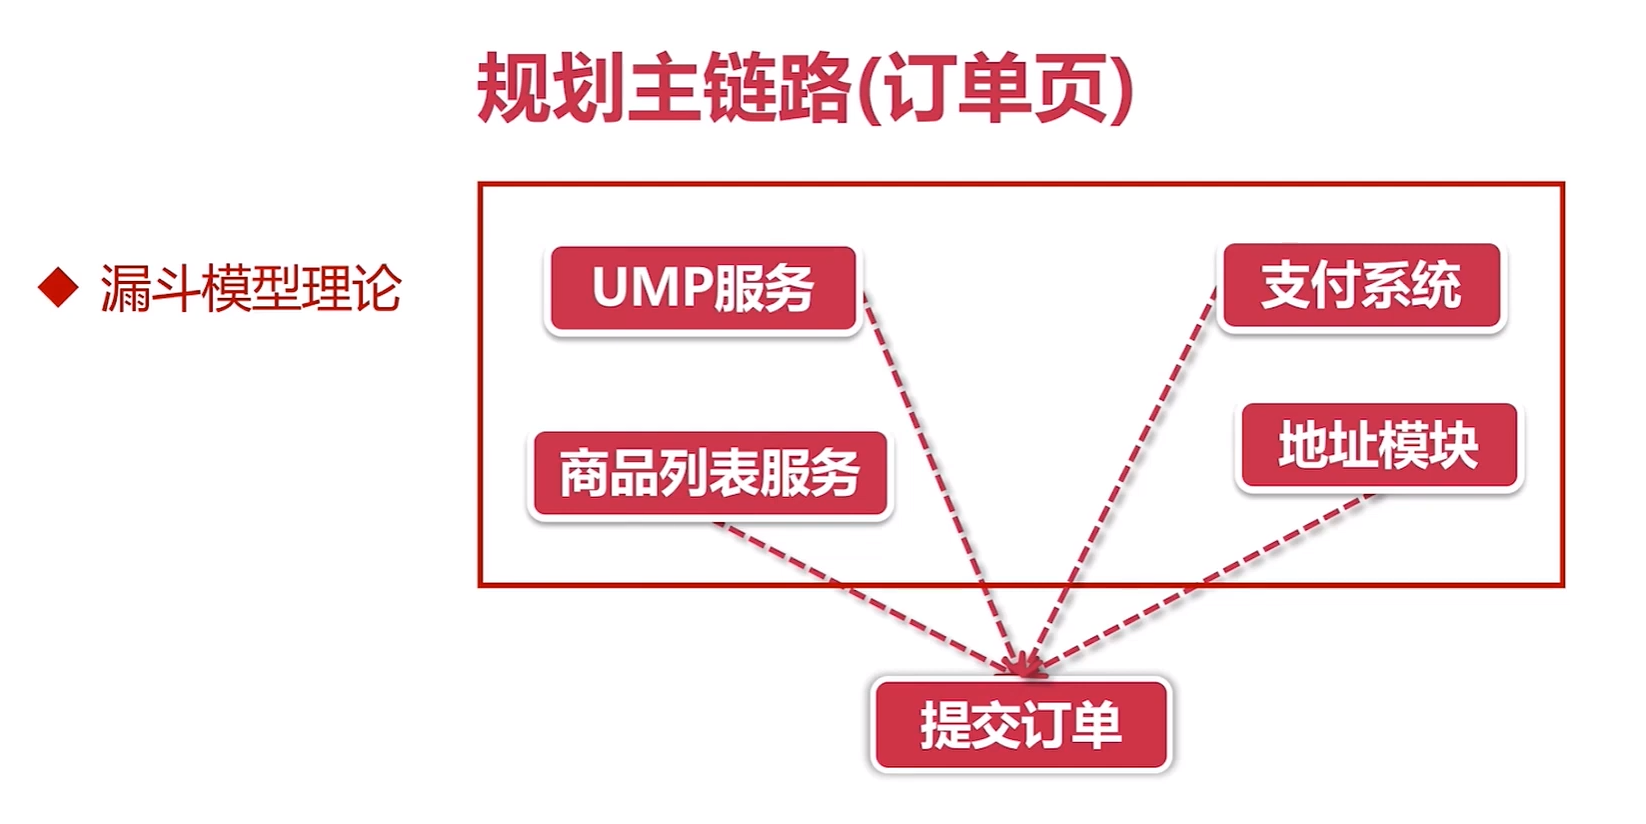 规划主链路(订单页)
漏斗模型理论
UMP服务
支付系统
商品列表服务
地址模块
提交订单